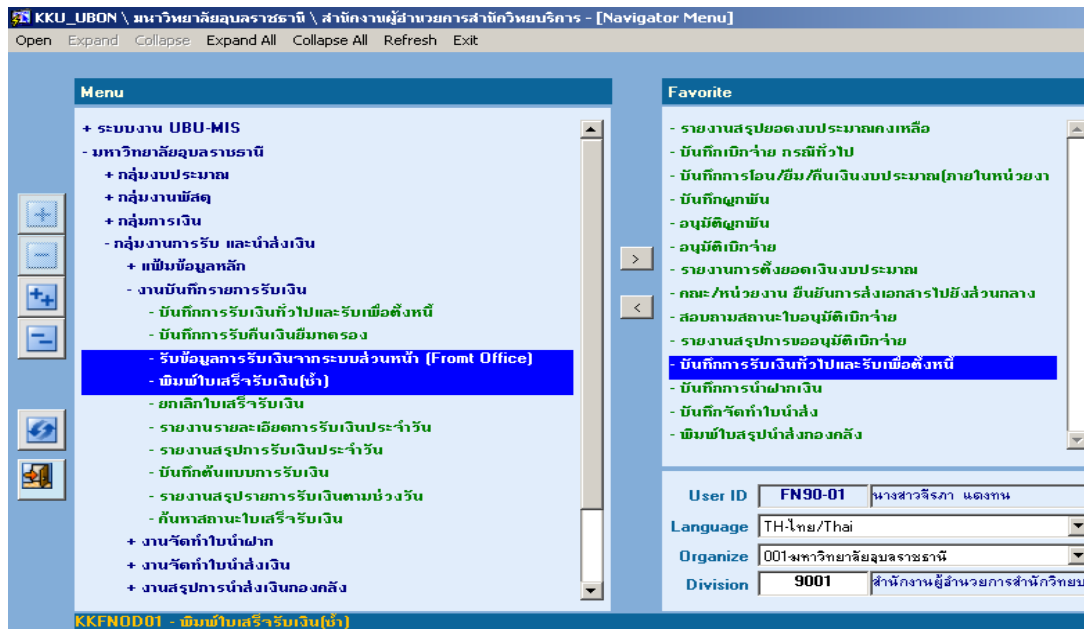 KKU_UBON \ มหาวิทยาลัยอุบลราชธานี \ สำนักงานผู้อำนวยการสำนักวิทยบริการ - [Navigator Menu]
Open Expand Collapse Expand All Collapse All Refresh Exit
Menu
+ ระบบงาน UBU-MIS
- มหาวิทยาลัยอุบลราชธานี
+ กลุ่มงบประมาณ
+ กลุ่มงานพัสดุ
+ กลุ่มการเงิน
- กลุ่มงานการรับ และนำส่งเงิน
+ แฟ้มข้อมูลหลัก
- งานบันทึกรายการรับเงิน
- บันทึกการรับเงินทั่วไปและรับเพื่อตั้งหนี้
- บันทึกการรับคืนเงินยืมทดรอง
- รับข้อมูลการรับเงินจากระบบส่วนหน้า (Fromt Office)
- พิมพ์ใบเสร็จรับเงิน(ซ้ำ)
- ยกเลิกใบเสร็จรับเงิน
- รายงานรายละเอียดการรับเงินประจำวัน
- รายงานสรุปการรับเงินประจำวัน
- บันทึกต้นแบบการรับเงิน
- รายงานสรุปรายการรับเงินตามช่วงวัน
- ค้นหาสถานะใบเสร็จรับเงิน
+ งานจัดทำใบนำฝาก
+ งานจัดทำใบนำส่งเงิน
+ งานสรุปการนำส่งเงินกองคลัง
>
<
Favorite
- รายงานสรุปยอดงบประมาณคงเหลือ
- บันทึกเบิกจ่าย กรณีทั่วไป
- บันทึกการโอน/ยืม/คืนเงินงบประมาณ(ภายในหน่วยงา
- บันทึกผูกพัน
- อนุมัติผูกพัน
- อนุมัติเบิกจ่าย
- รายงานการตั้งยอดเงินงบประมาณ
- คณะ/หน่วยงาน ยืนยันการส่งเอกสารไปยังส่วนกลาง
- สอบถามสถานะใบอนุมัติเบิกจ่าย
- รายงานสรุปการขออนุมัติเบิกจ่าย
- บันทึกการรับเงินทั่วไปและรับเพื่อตั้งหนี้
- บันทึกการนำฝากเงิน
- บันทึกจัดทำใบนำส่ง
- พิมพ์ใบสรุปนำส่งกองคลัง
User ID FN90-01 นางสาวจีรภา แดงทน
Language TH-ไทย/Thai
Organize 001-มหาวิทยาลัยอุบลราชธานี
Division 9001 สำนักงานผู้อำนวยการสำนักวิทยบ
KKFNOD01 - พิมพ์ใบเสร็จรับเงิน(ซ้ำ)